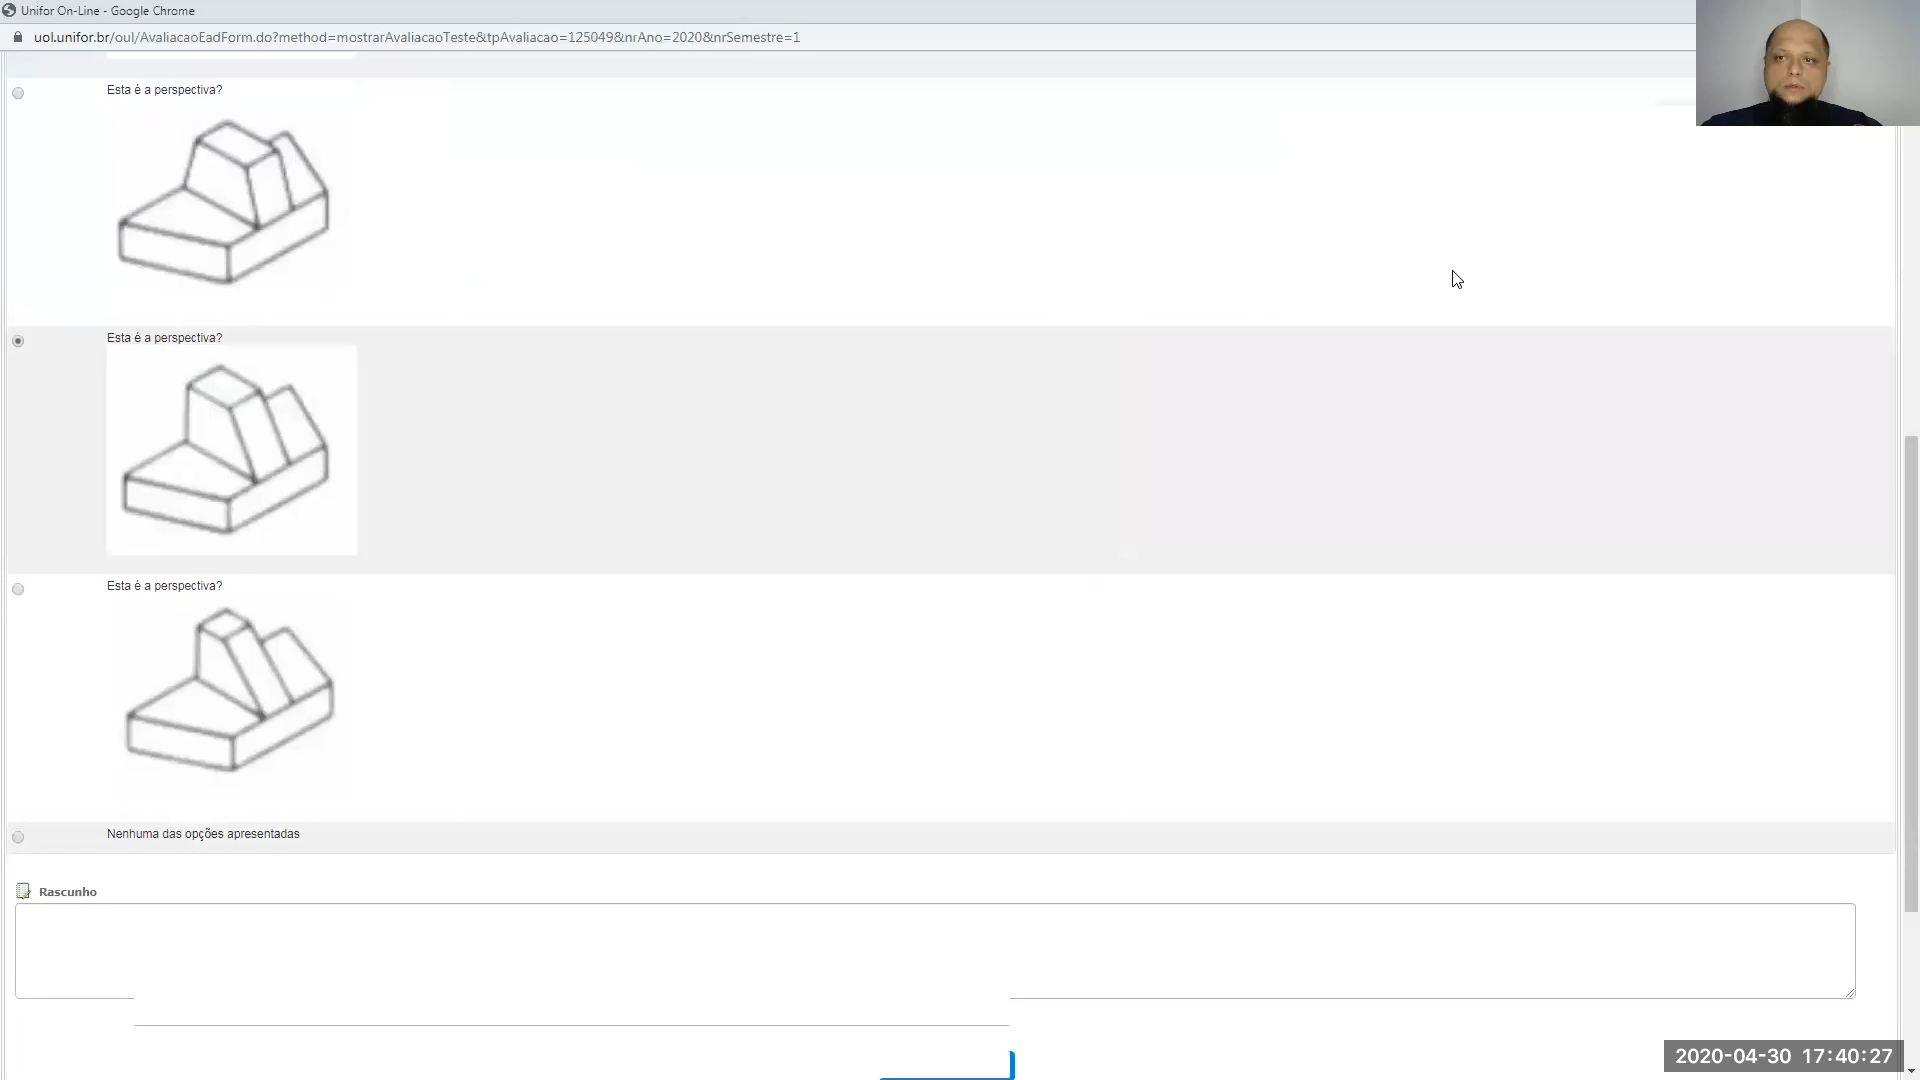 Unifor On-Line - Google Chrome
uol.unifor.br/oul/AvaliacaoEadForm.do?method=mostrarAvaliacaoTeste&tpAvaliacao=125049&nrAno=2020&nrSemestre=1
Esta é a perspectiva?
Esta é a perspectiva?
Esta é a perspectiva?
Nenhuma das opções apresentadas
Rascunho
2020-04-30 17:40:27